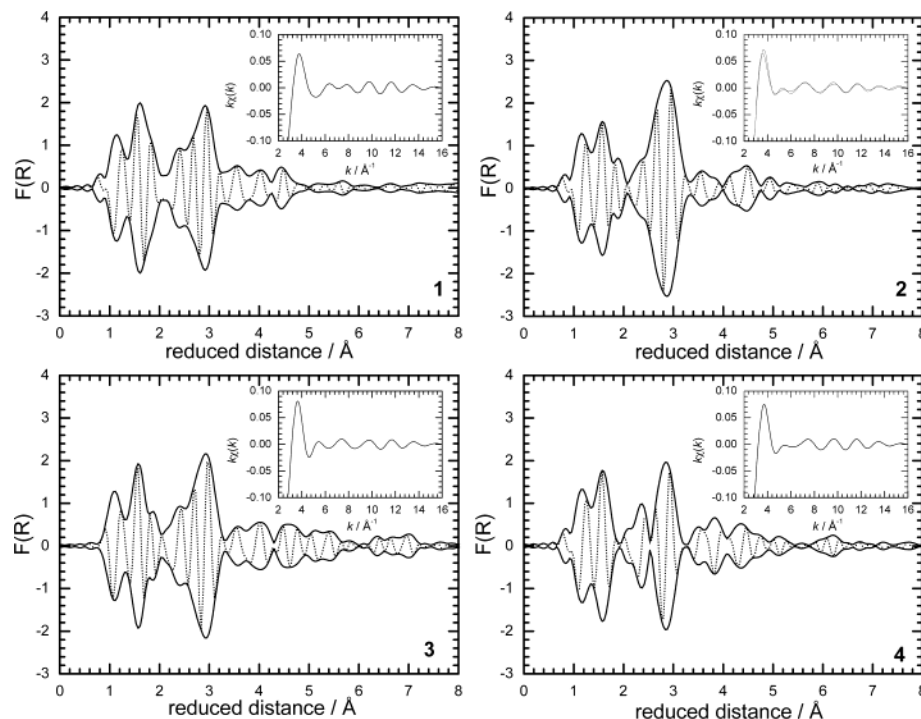 4
3
2
1
0
-1
-2
-3
F(R)
0 1 2 3 4 5 6 7 8
reduced distance / Å
1
0.10
0.05
0.00
-0.05
-0.10
kχ(k)
2 4 6 8 10 12 14 16
k / Å⁻¹
4
3
2
1
0
-1
-2
-3
F(R)
0 1 2 3 4 5 6 7 8
reduced distance / Å
2
0.10
0.05
0.00
-0.05
-0.10
kχ(k)
2 4 6 8 10 12 14 16
k / Å⁻¹
4
3
2
1
0
-1
-2
-3
F(R)
0 1 2 3 4 5 6 7 8
reduced distance / Å
3
0.10
0.05
0.00
-0.05
-0.10
kχ(k)
2 4 6 8 10 12 14 16
k / Å⁻¹
4
3
2
1
0
-1
-2
-3
F(R)
0 1 2 3 4 5 6 7 8
reduced distance / Å
4
0.10
0.05
0.00
-0.05
-0.10
kχ(k)
2 4 6 8 10 12 14 16
k / Å⁻¹